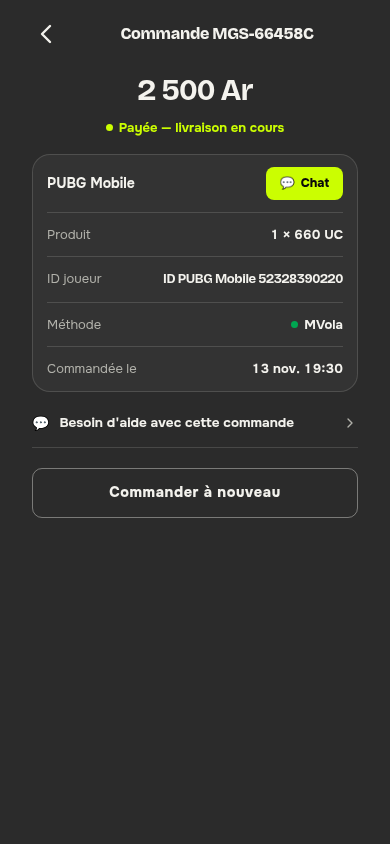 Commande MGS-66458C
2 500 Ar
Payée — livraison en cours
PUBG Mobile
💬 Chat
Produit 1 × 660 UC
ID joueur ID PUBG Mobile 52328390220
Méthode MVola
Commandée le 13 nov. 19:30
💬 Besoin d'aide avec cette commande
Commander à nouveau